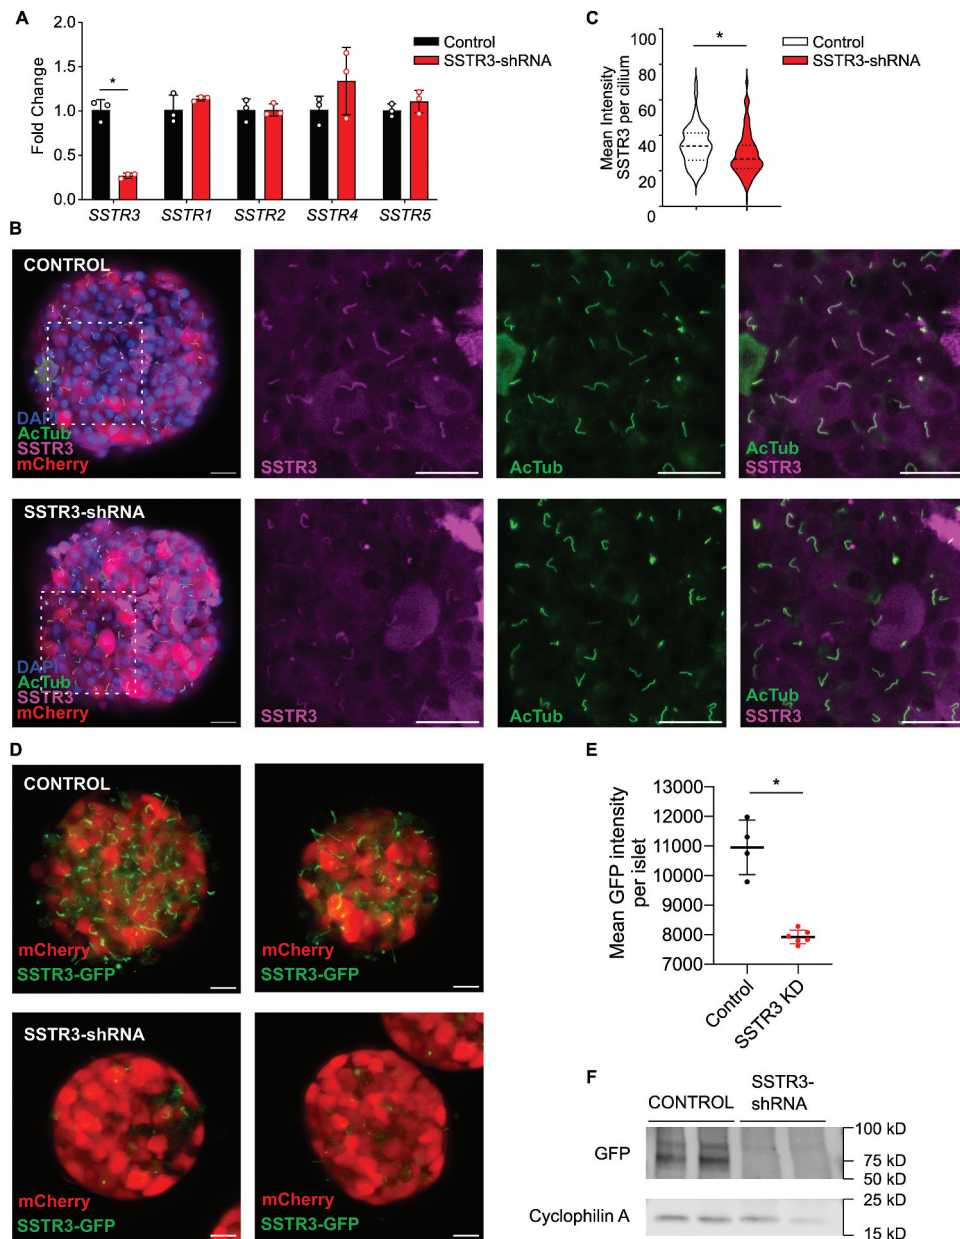 A
2.0
1.5
1.0
0.5
0.0
Fold Change
*
Control
SSTR3-shRNA
SSTR3
SSTR1
SSTR2
SSTR4
SSTR5
C
100
80
60
40
20
0
Mean Intensity
SSTR3 per cilium
*
Control
SSTR3-shRNA
B
CONTROL
DAPI
AcTub
SSTR3
mCherry
SSTR3
AcTub
AcTub
SSTR3
SSTR3-shRNA
DAPI
AcTub
SSTR3
mCherry
SSTR3
AcTub
AcTub
SSTR3
D
CONTROL
mCherry
SSTR3-GFP
mCherry
SSTR3-GFP
SSTR3-shRNA
mCherry
SSTR3-GFP
mCherry
SSTR3-GFP
E
13000
12000
11000
10000
9000
8000
7000
Mean GFP intensity
per islet
*
Control
SSTR3 KD
F
CONTROL
SSTR3-
shRNA
GFP
100 kD
75 kD
50 kD
Cyclophilin A
25 kD
15 kD